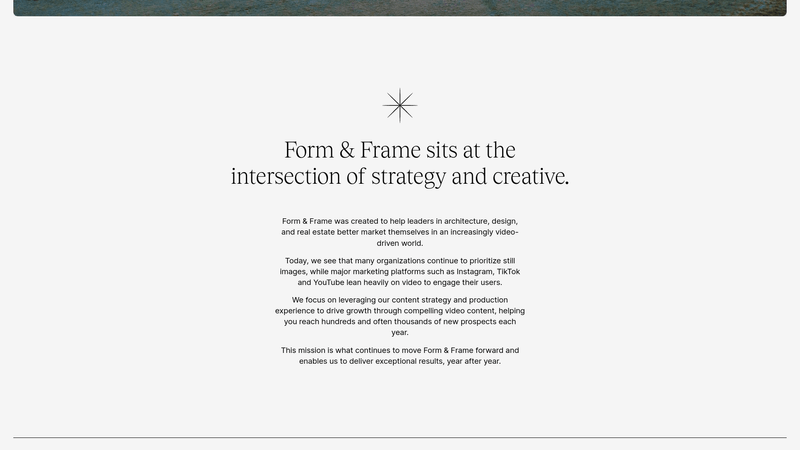 Form & Frame sits at the
intersection of strategy and creative.
Form & Frame was created to help leaders in architecture, design,
and real estate better market themselves in an increasingly video-
driven world.
Today, we see that many organizations continue to prioritize still
images, while major marketing platforms such as Instagram, TikTok
and YouTube lean heavily on video to engage their users.
We focus on leveraging our content strategy and production
experience to drive growth through compelling video content, helping
you reach hundreds and often thousands of new prospects each
year.
This mission is what continues to move Form & Frame forward and
enables us to deliver exceptional results, year after year.